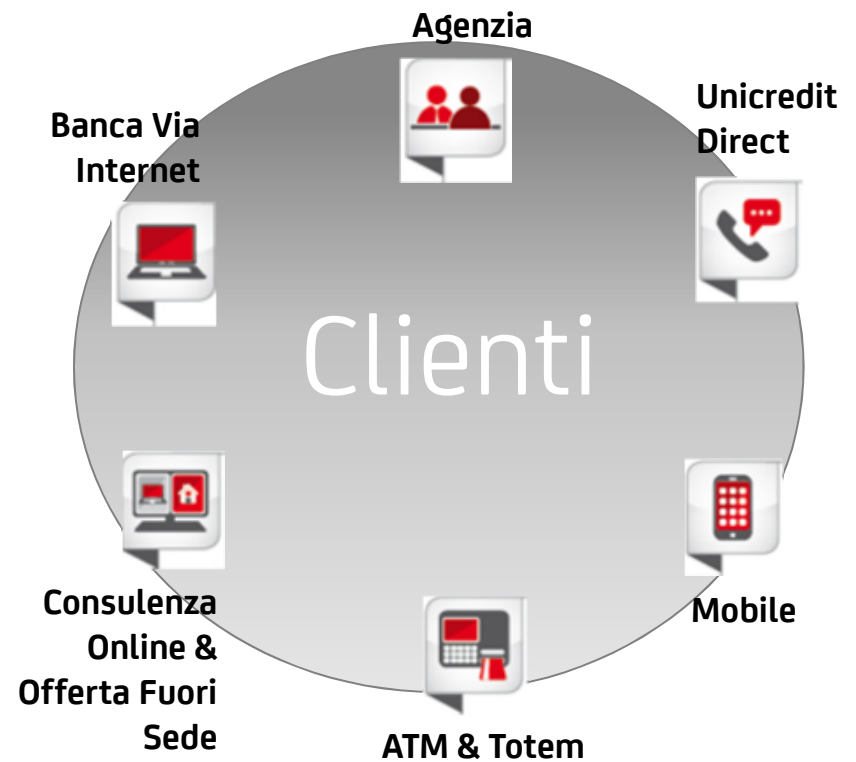 Agenzia
Unicredit
Direct
Banca Via
Internet
Clienti
Consulenza
Online &
Offerta Fuori
Sede
Mobile
ATM & Totem